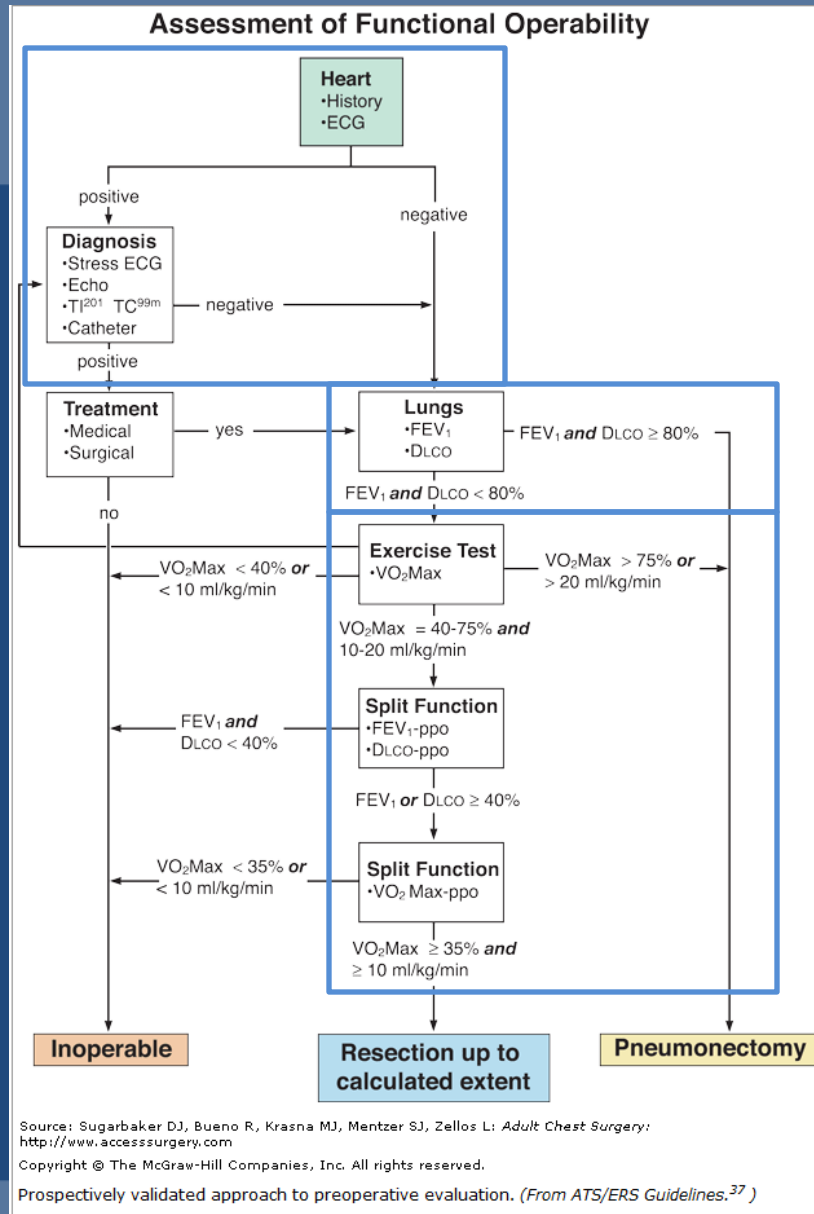 Assessment of Functional Operability
Heart
•History
•ECG
positive
negative
Diagnosis
•Stress ECG
•Echo
•Tl²⁰¹ TC⁹⁹ᵐ
•Catheter
negative
positive
Treatment
•Medical
•Surgical
yes
Lungs
•FEV₁
•DLCO
FEV₁ and DLCO ≥ 80%
FEV₁ and DLCO < 80%
no
Exercise Test
•VO₂Max
VO₂Max < 40% or
< 10 ml/kg/min
VO₂Max > 75% or
> 20 ml/kg/min
VO₂Max = 40-75% and
10-20 ml/kg/min
Split Function
•FEV₁-ppo
•DLCO-ppo
FEV₁ and
DLCO < 40%
FEV₁ or DLCO ≥ 40%
Split Function
•VO₂ Max-ppo
VO₂Max < 35% or
< 10 ml/kg/min
VO₂Max ≥ 35% and
≥ 10 ml/kg/min
Inoperable
Resection up to
calculated extent
Pneumonectomy
Source: Sugarbaker DJ, Bueno R, Krasna MJ, Mentzer SJ, Zellos L: Adult Chest Surgery:
http://www.accesssurgery.com
Copyright © The McGraw-Hill Companies, Inc. All rights reserved.
Prospectively validated approach to preoperative evaluation. (From ATS/ERS Guidelines.³⁷ )